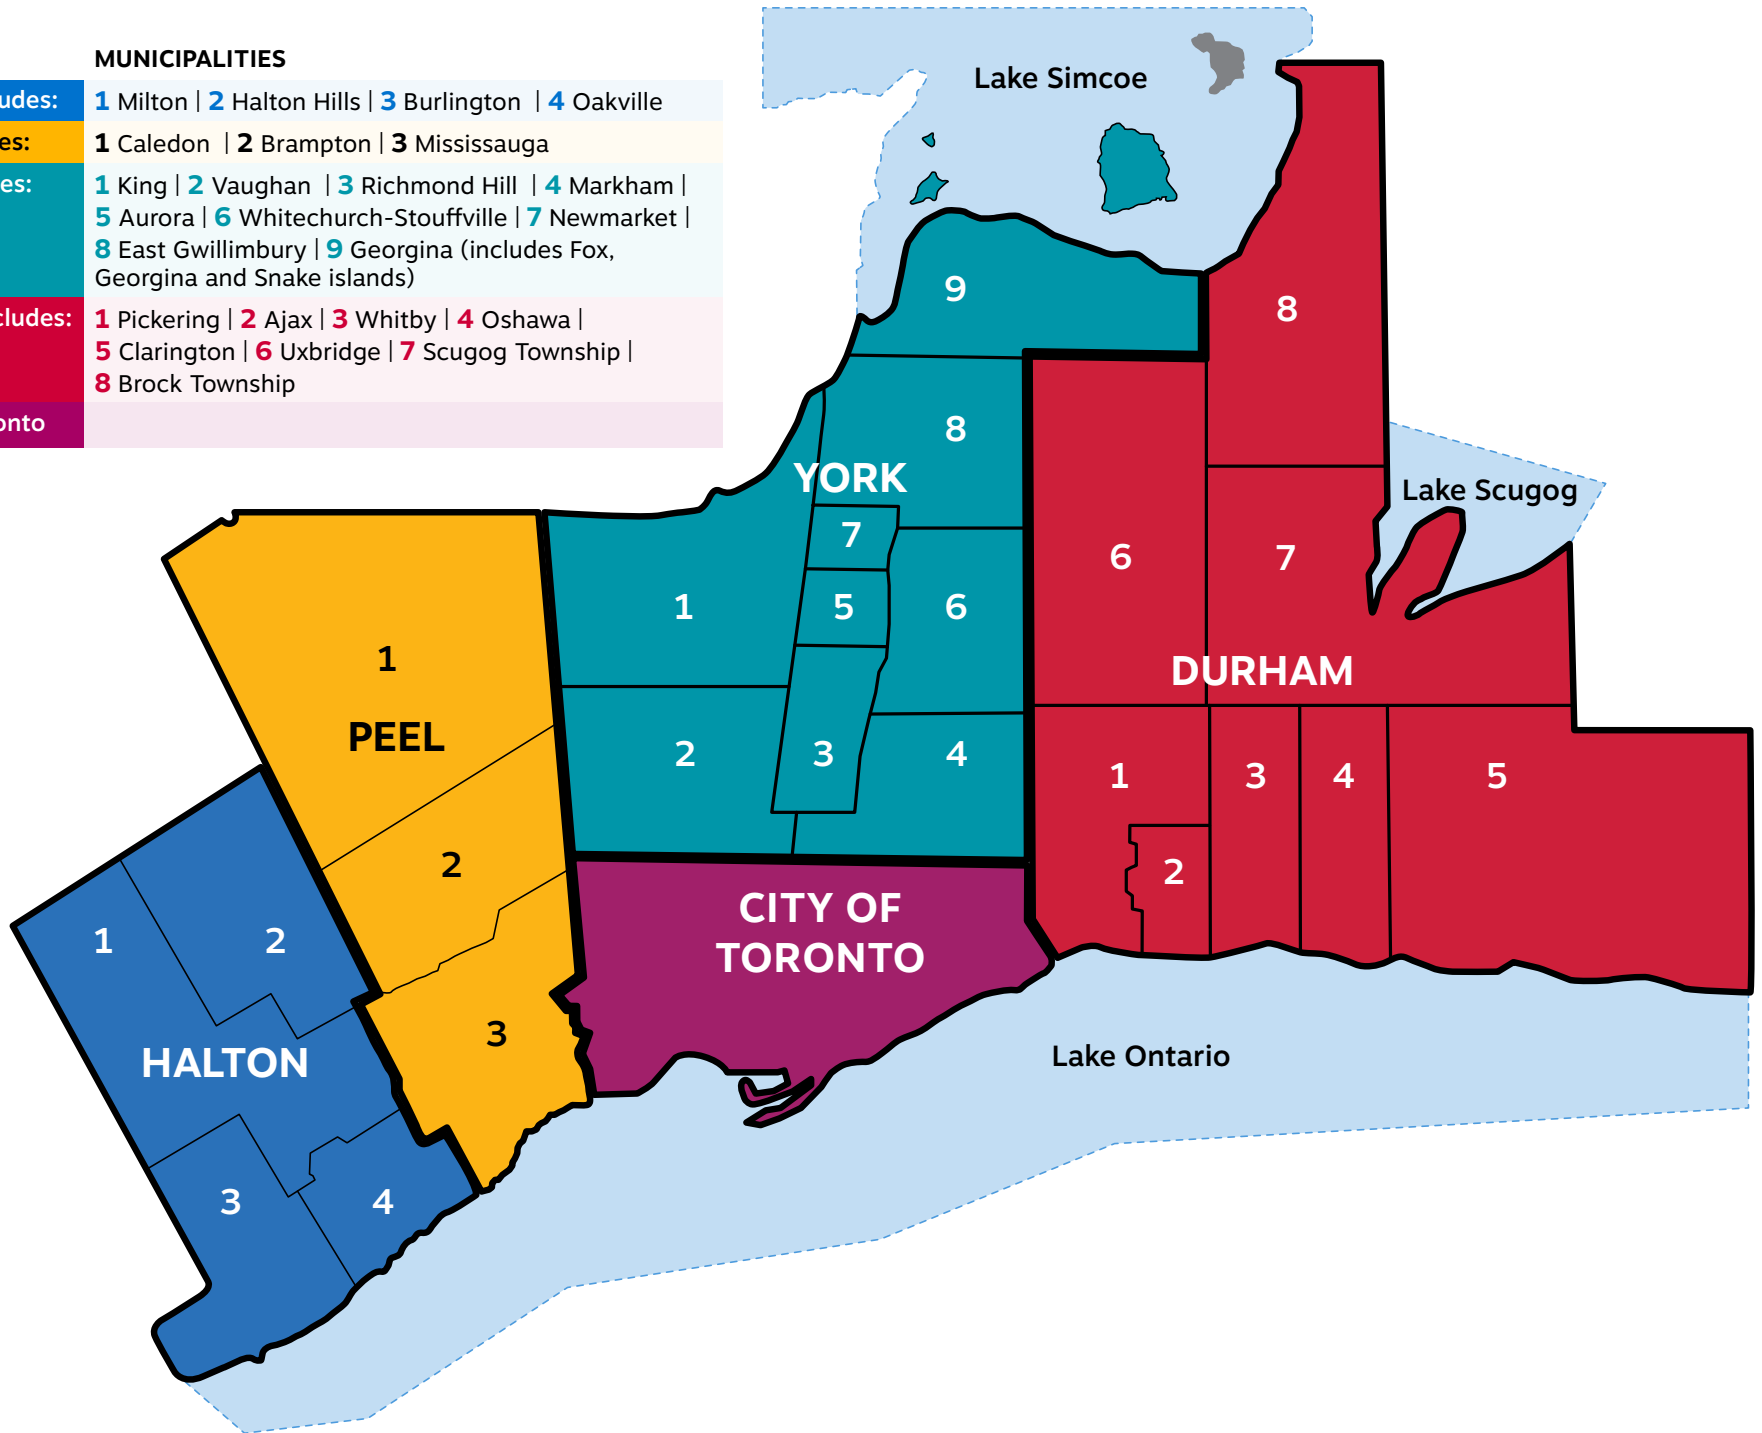 MUNICIPALITIES
udes: 1 Milton | 2 Halton Hills | 3 Burlington | 4 Oakville
es: 1 Caledon | 2 Brampton | 3 Mississauga
es: 1 King | 2 Vaughan | 3 Richmond Hill | 4 Markham |
5 Aurora | 6 Whitechurch-Stouffville | 7 Newmarket |
8 East Gwillimbury | 9 Georgina (includes Fox,
Georgina and Snake islands)
cludes: 1 Pickering | 2 Ajax | 3 Whitby | 4 Oshawa |
5 Clarington | 6 Uxbridge | 7 Scugog Township |
8 Brock Township
onto
Lake Simcoe
9
8
8
YORK
Lake Scugog
7
6
7
1
5
6
1
DURHAM
PEEL
2
3
4
1
3
4
5
2
2
CITY OF
TORONTO
1
2
3
HALTON
Lake Ontario
3
4